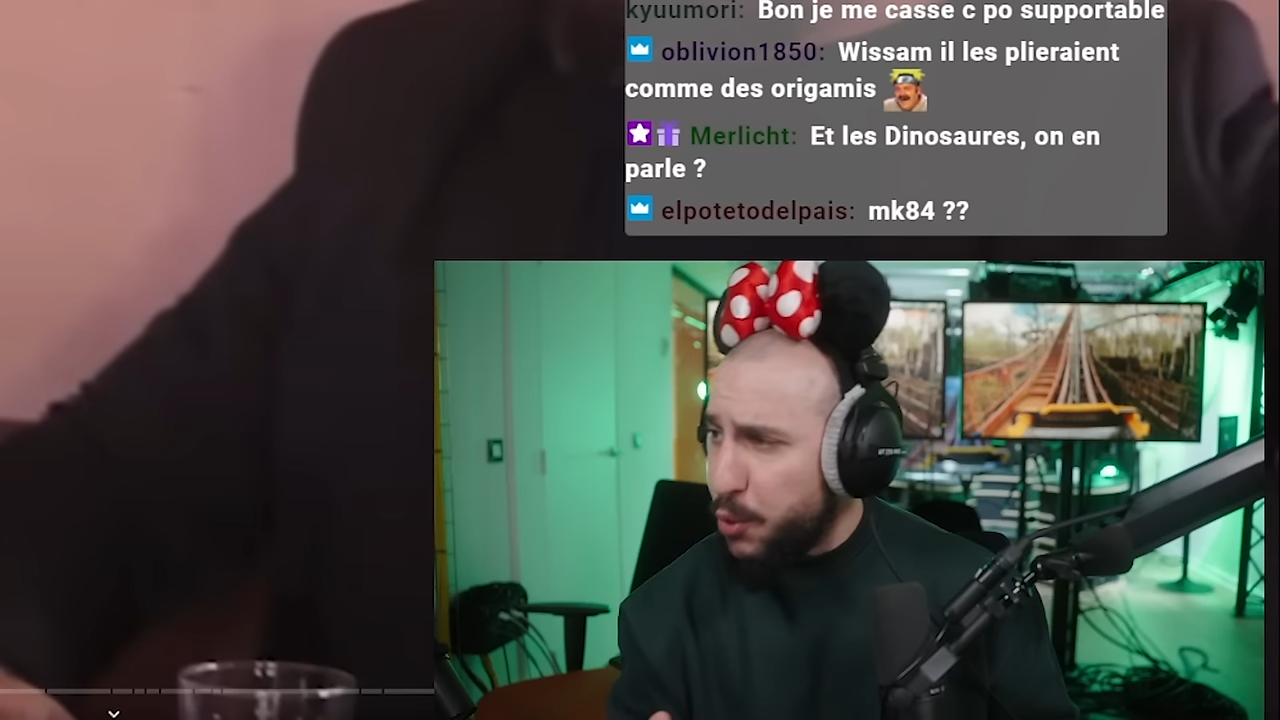 kyuumori: Bon je me casse c po supportable
oblivion1850: Wissam il les plieraient
comme des origamis
Merlicht: Et les Dinosaures, on en
parle ?
elpotetodelpais: mk84 ??